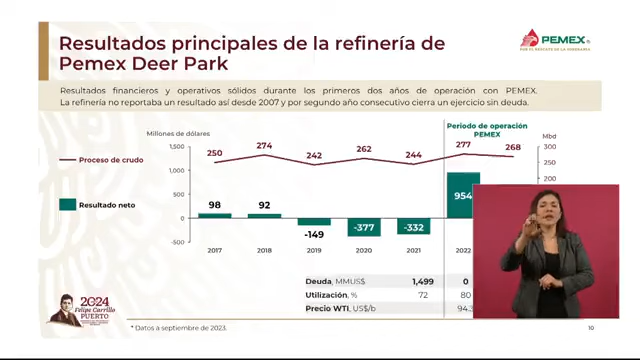 Resultados principales de la refinería de
Pemex Deer Park
PEMEX
POR EL RESCATE DE LA SOBERANÍA
Resultados financieros y operativos sólidos durante los primeros dos años de operación con PEMEX.
La refinería no reportaba un resultado así desde 2007 y por segundo año consecutivo cierra un ejercicio sin deuda.
Millones de dólares
Periodo de operación
PEMEX
Mbd
Proceso de crudo
Resultado neto
1,500
1,000
500
0
-500
250 274 242 262 244 277 268
300
250
200
98 92 -149 -377 -332 954
2017 2018 2019 2020 2021 2022
Deuda, MMUS$ 1,499 0
Utilización, % 72 80
Precio WTI, US$/b 94.3
2024
Felipe Carrillo
PUERTO
* Datos a septiembre de 2023.
10